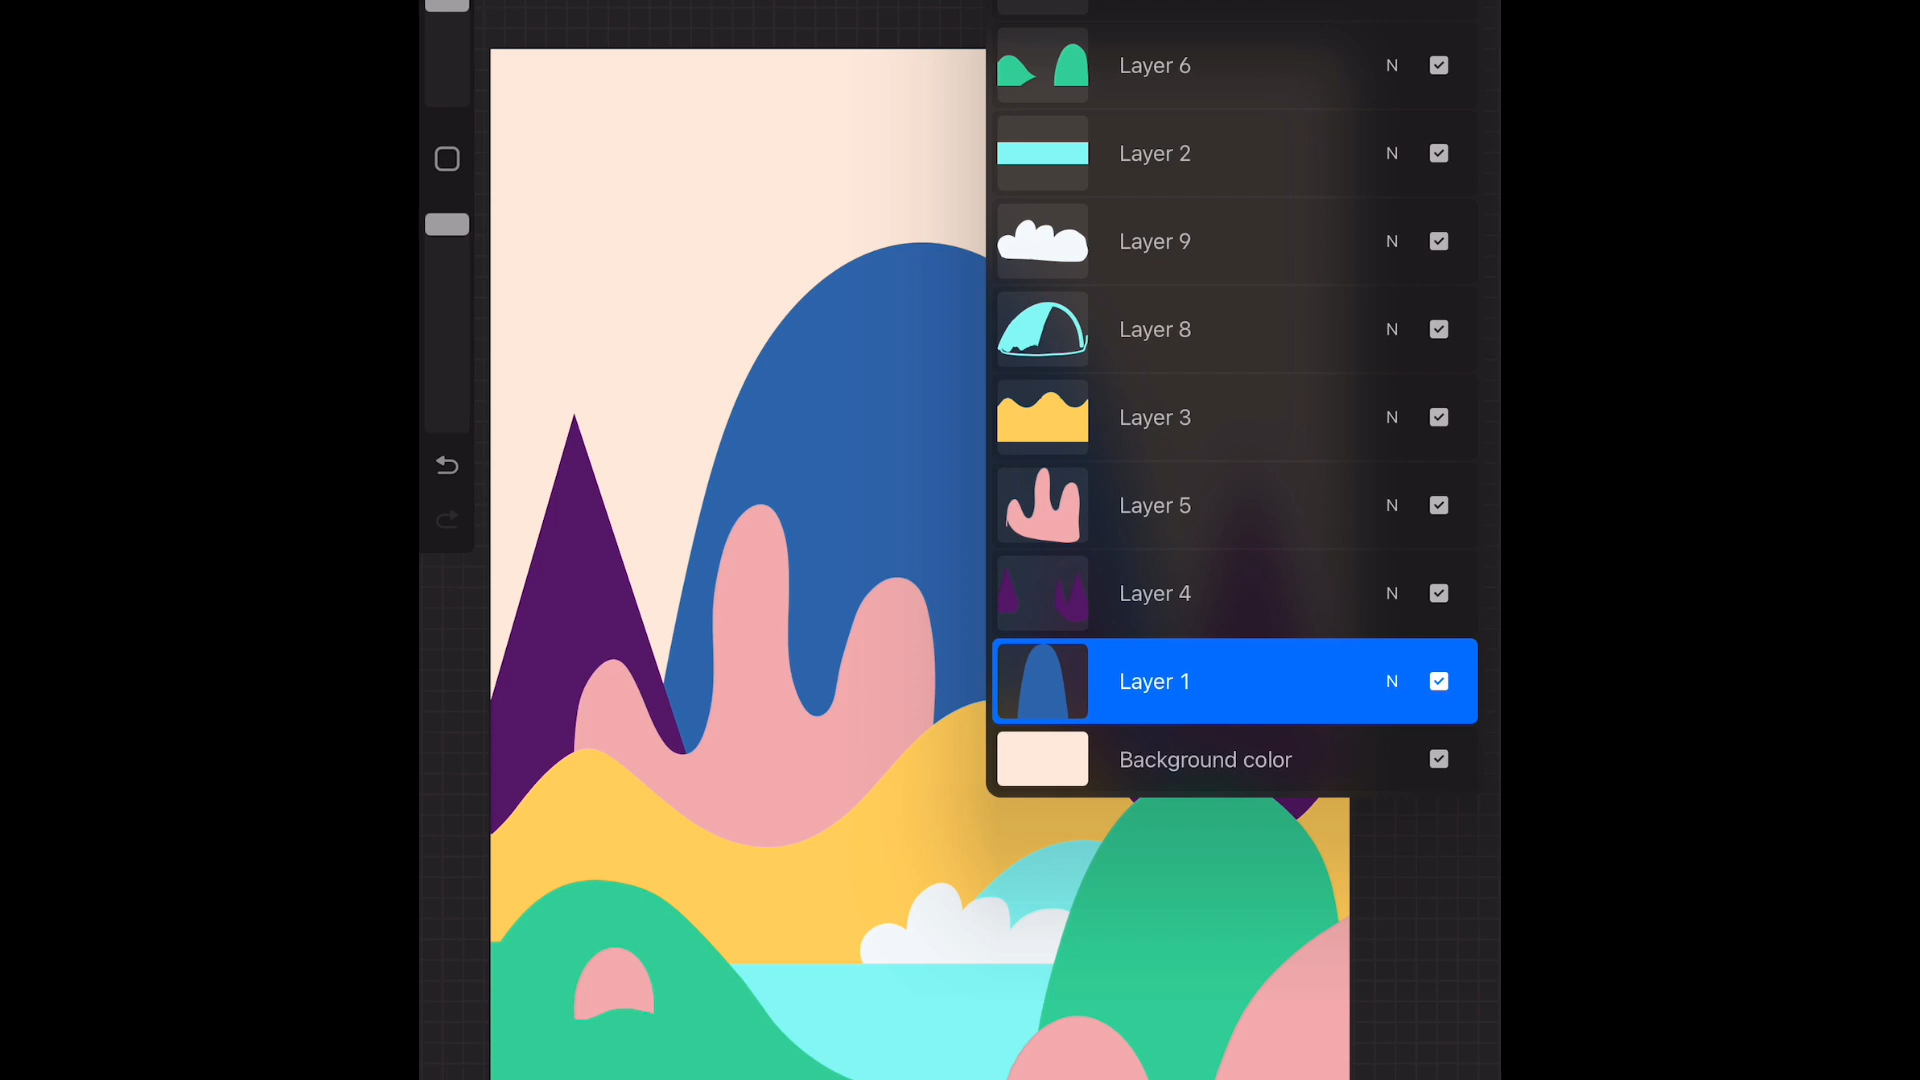 Layer 6 N
Layer 2 N
Layer 9 N
Layer 8 N
Layer 3 N
Layer 5 N
Layer 4 N
Layer 1 N
Background color